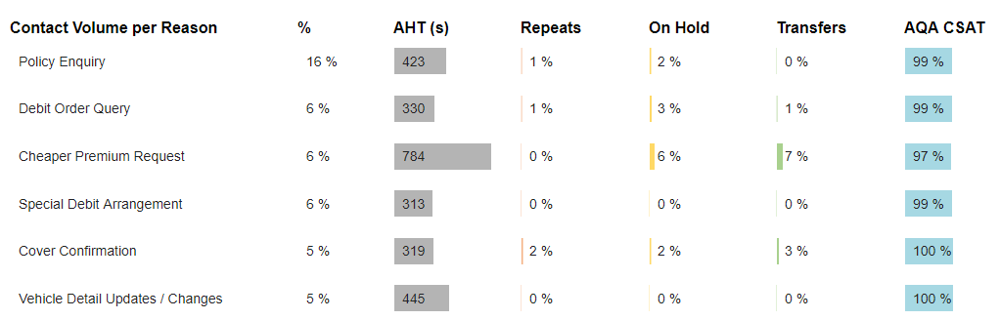 Contact Volume per Reason % AHT (s) Repeats On Hold Transfers AQA CSAT
Policy Enquiry 16 % 423 1 % 2 % 0 % 99 %
Debit Order Query 6 % 330 1 % 3 % 1 % 99 %
Cheaper Premium Request 6 % 784 0 % 6 % 7 % 97 %
Special Debit Arrangement 6 % 313 0 % 0 % 0 % 99 %
Cover Confirmation 5 % 319 2 % 2 % 3 % 100 %
Vehicle Detail Updates / Changes 5 % 445 0 % 0 % 0 % 100 %